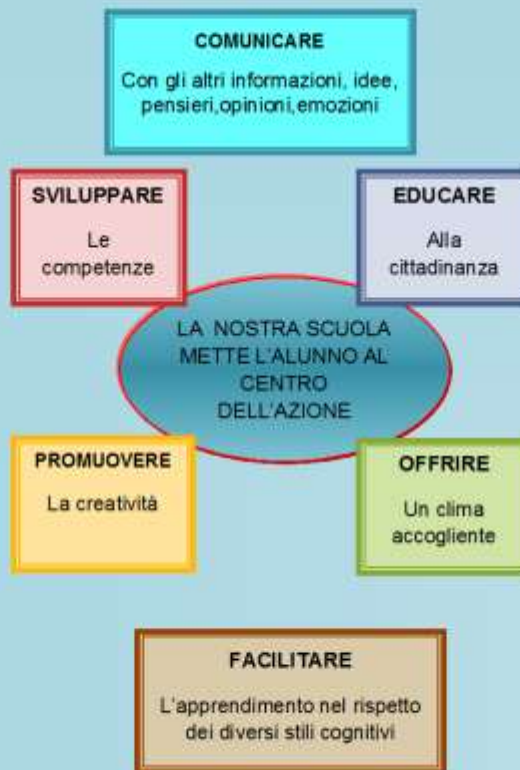 COMUNICARE
Con gli altri informazioni, idee,
pensieri,opinioni,emozioni
SVILUPPARE
Le
competenze
EDUCARE
Alla
cittadinanza
LA NOSTRA SCUOLA
METTE L'ALUNNO AL
CENTRO
DELL'AZIONE
PROMUOVERE
La creatività
OFFRIRE
Un clima
accogliente
FACILITARE
L'apprendimento nel rispetto
dei diversi stili cognitivi